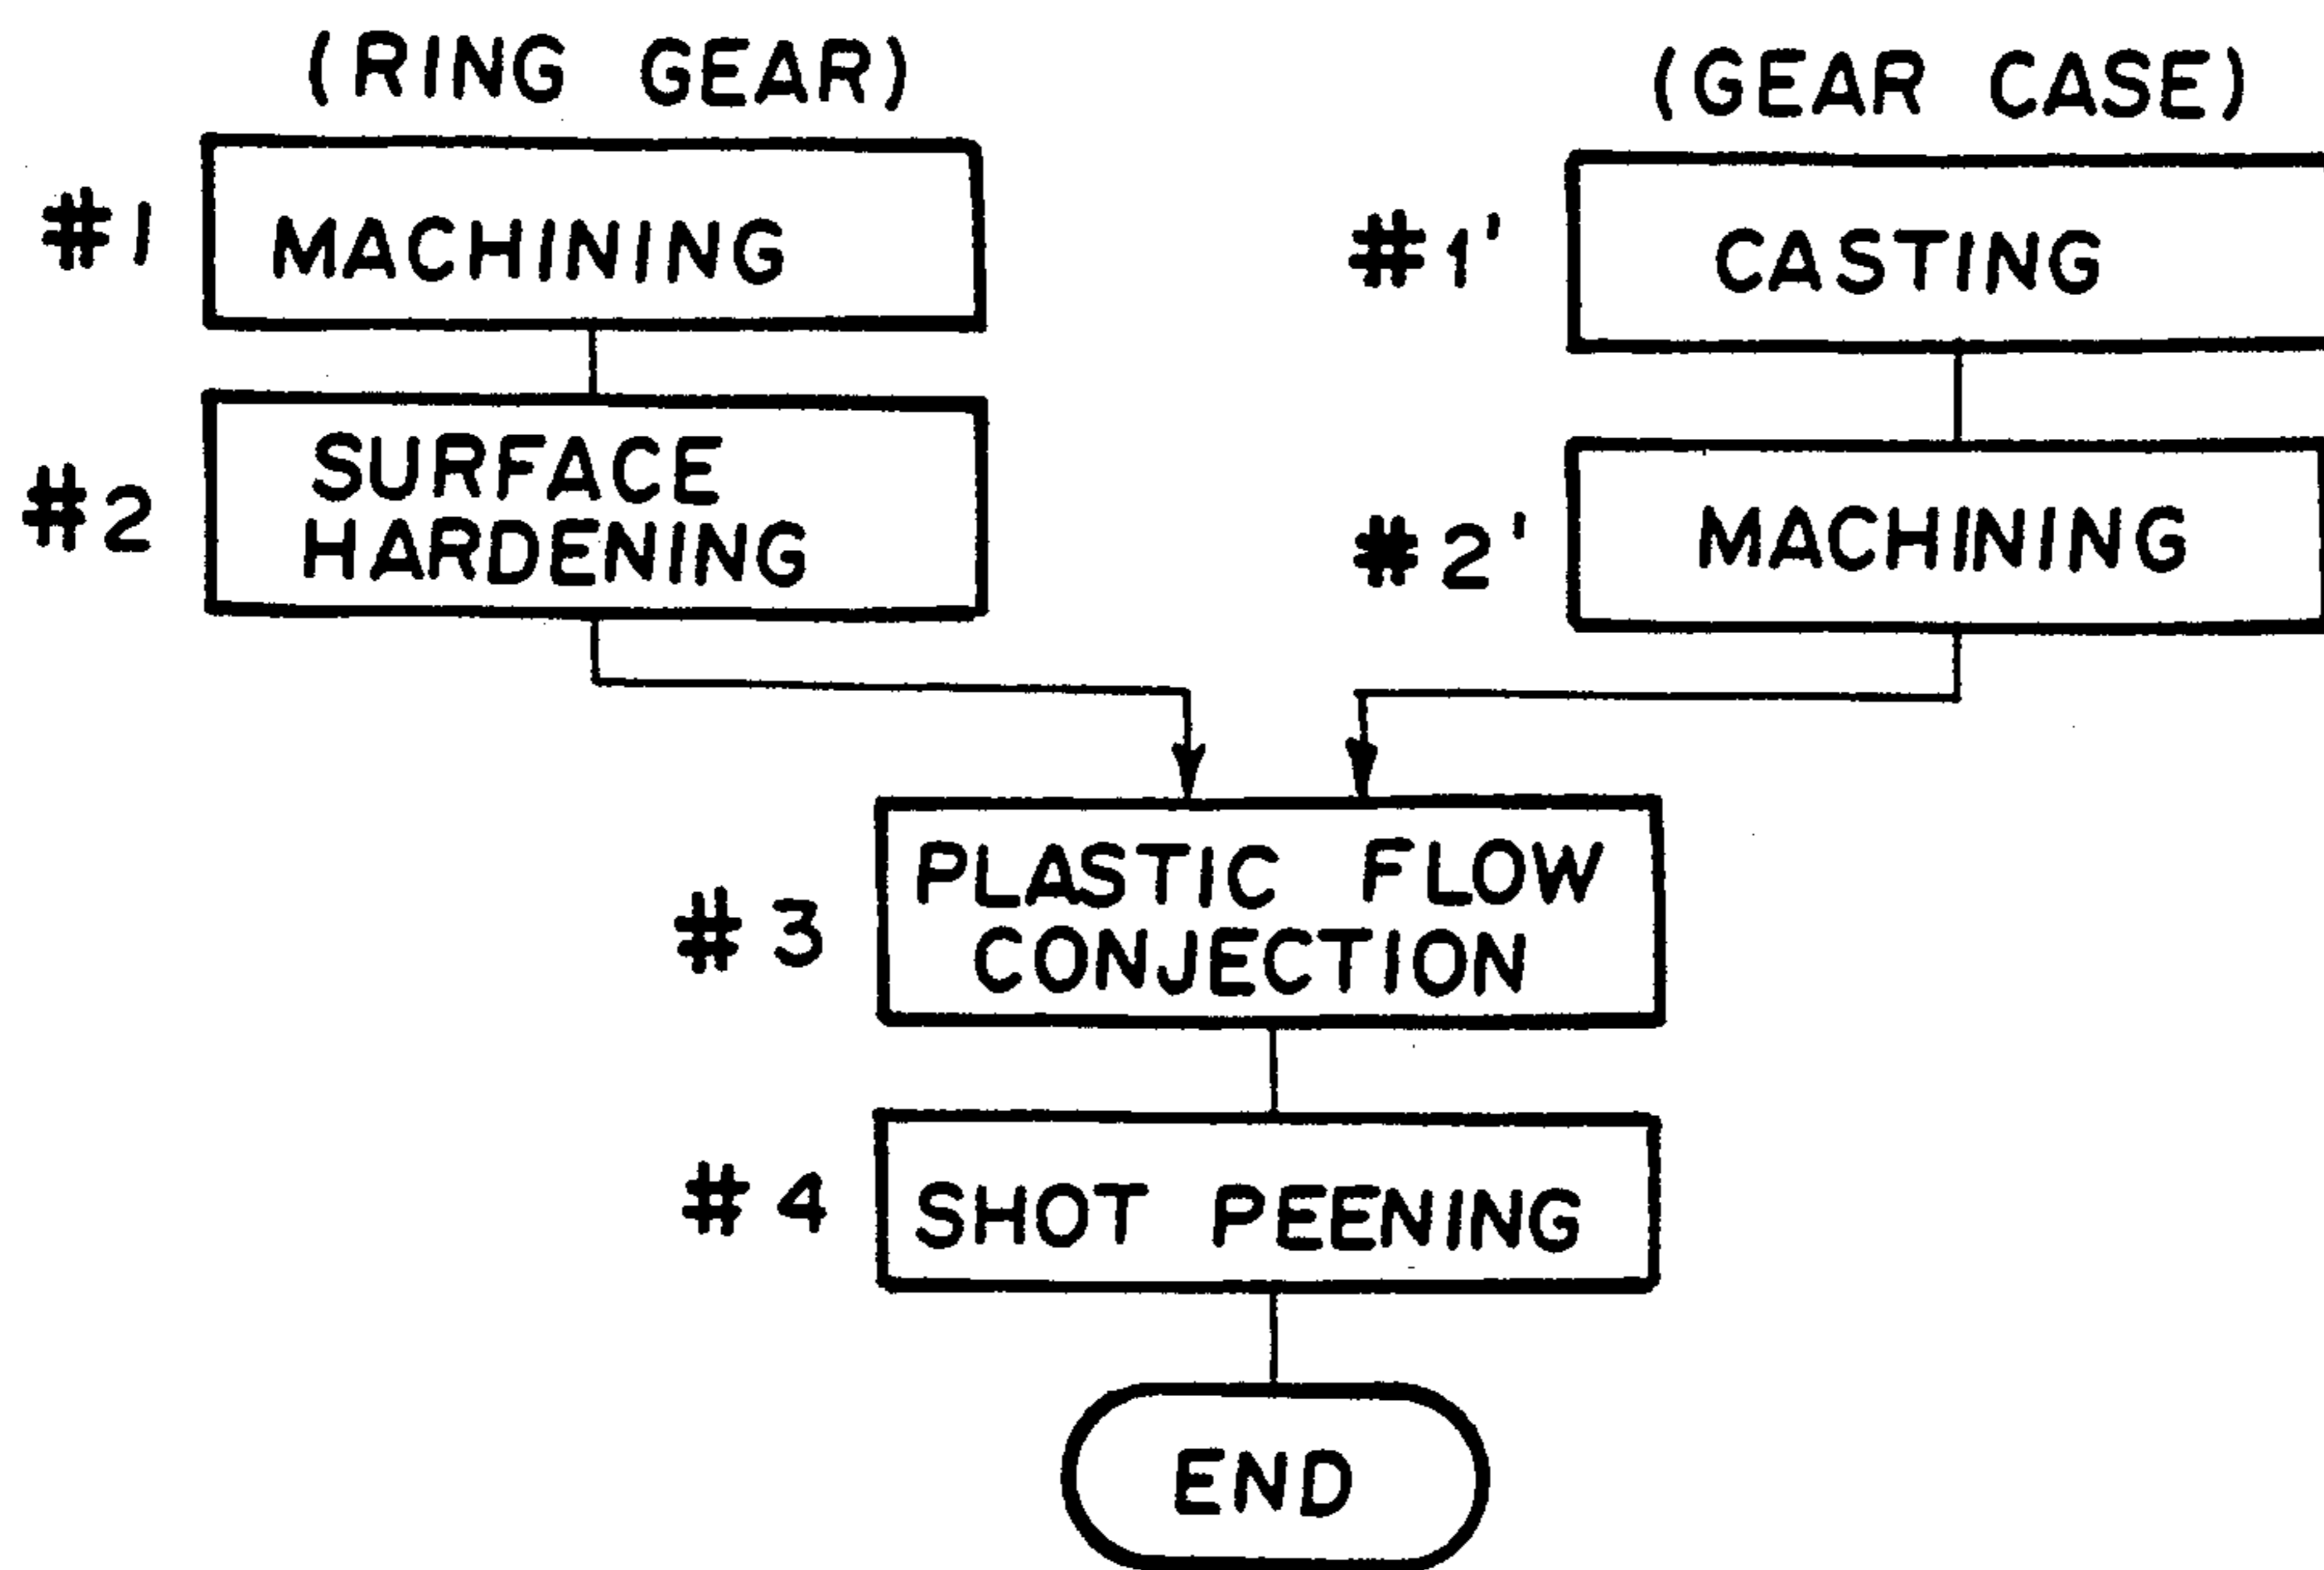 (RING GEAR)
#1
MACHINING
#2
SURFACE
HARDENING
(GEAR CASE)
#1'
CASTING
#2'
MACHINING
#3
PLASTIC FLOW
CONJECTION
#4
SHOT PEENING
END